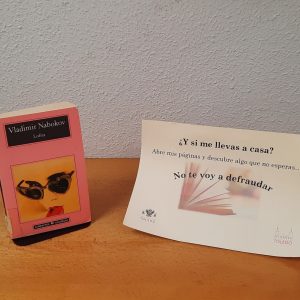 Vladimir Nabokov
Lolita
¿Y si me llevas a casa?
Abre mis páginas y descubre algo que no esperas...
No te voy a defraudar